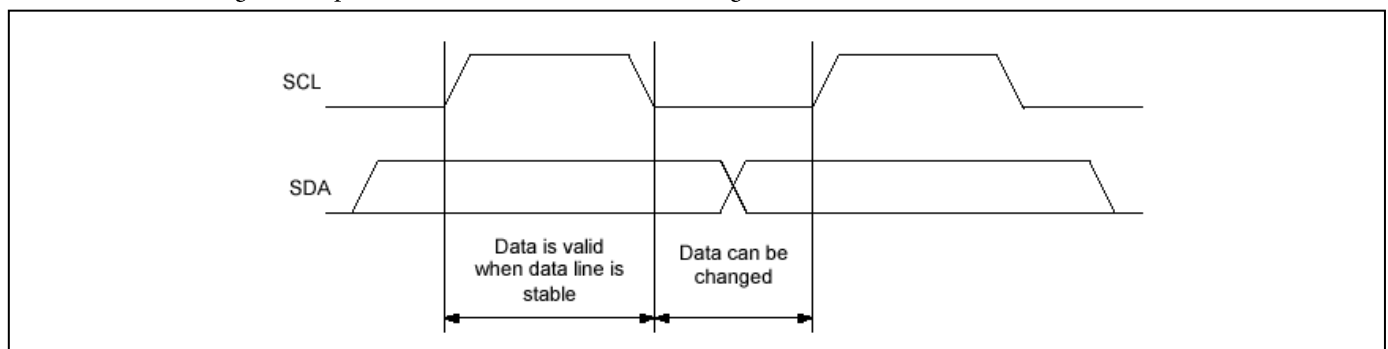 SCL
SDA
Data is valid
when data line is
stable
Data can be
changed